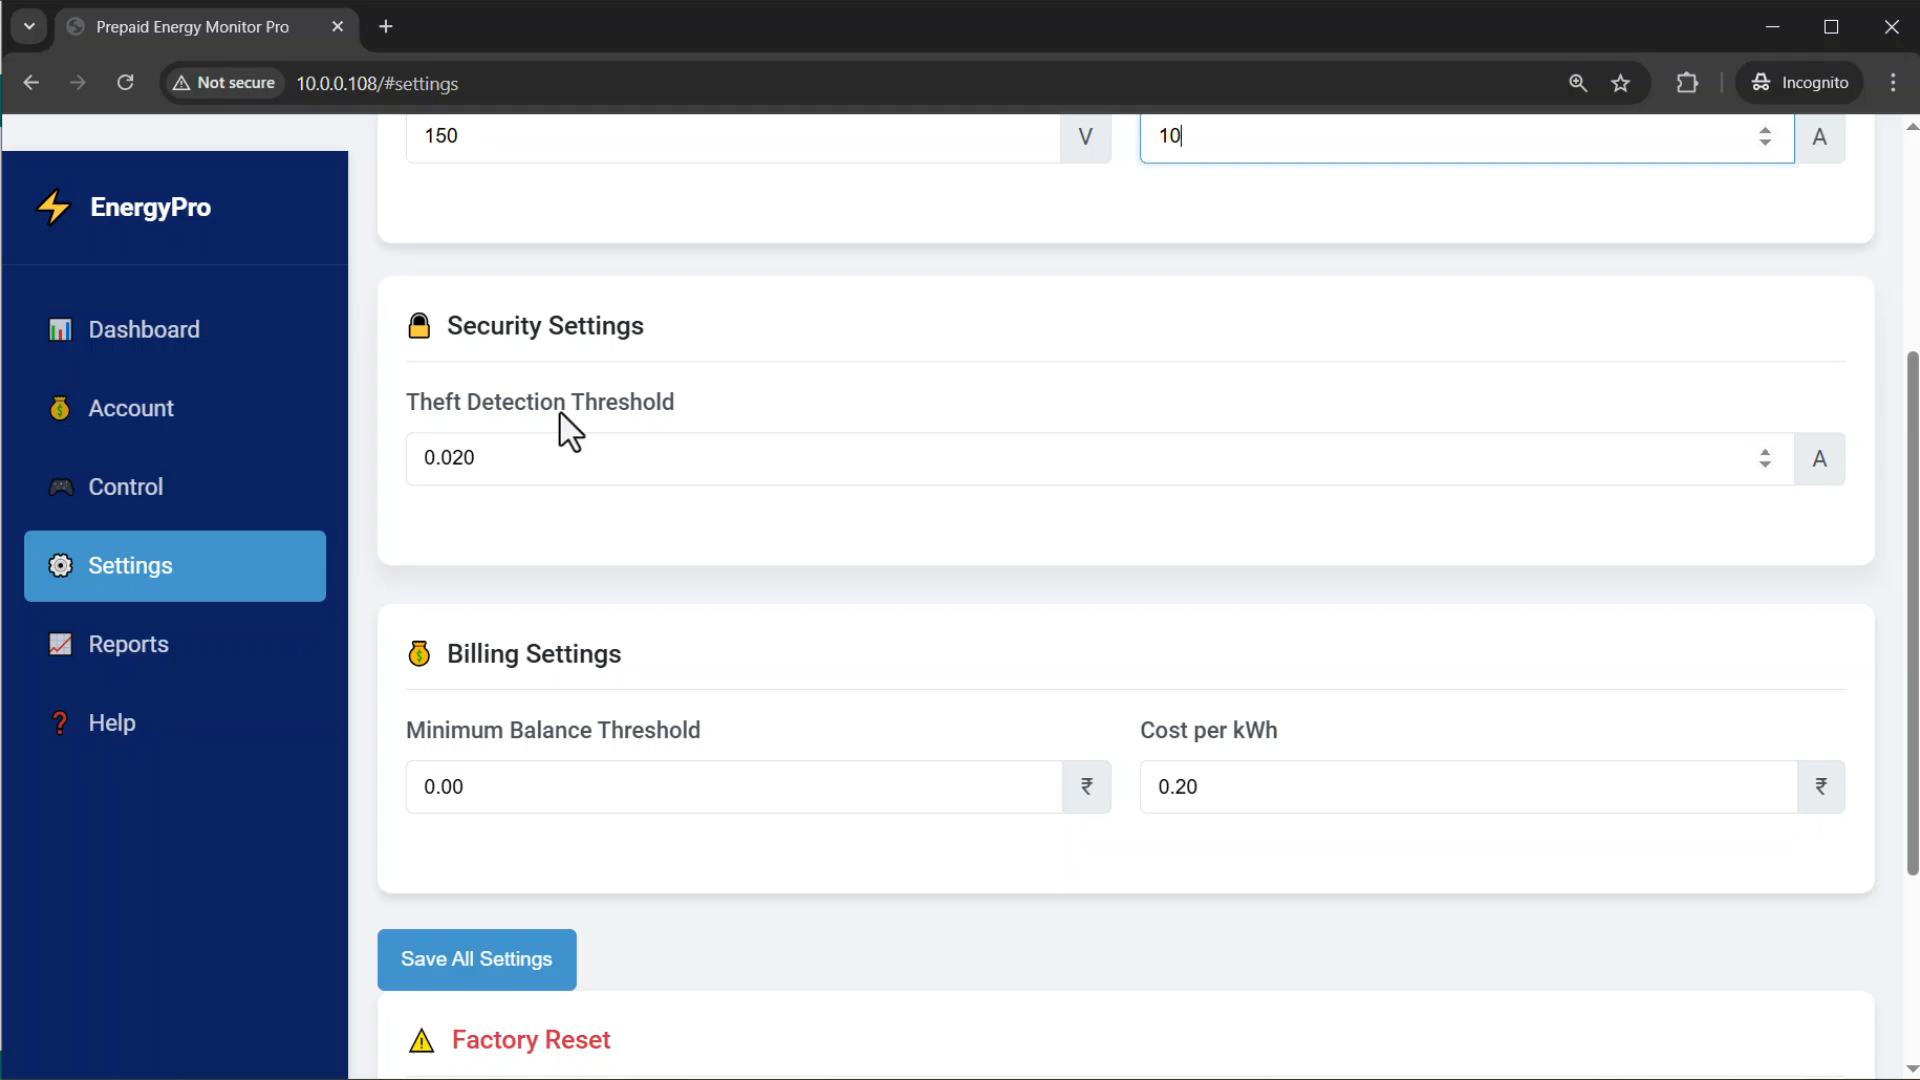 Prepaid Energy Monitor Pro
Not secure
10.0.0.108/#settings
Incognito
150 V
10 A
EnergyPro
Dashboard
Account
Control
Settings
Reports
Help
Security Settings
Theft Detection Threshold
0.020 A
Billing Settings
Minimum Balance Threshold
0.00 ₹
Cost per kWh
0.20 ₹
Save All Settings
Factory Reset